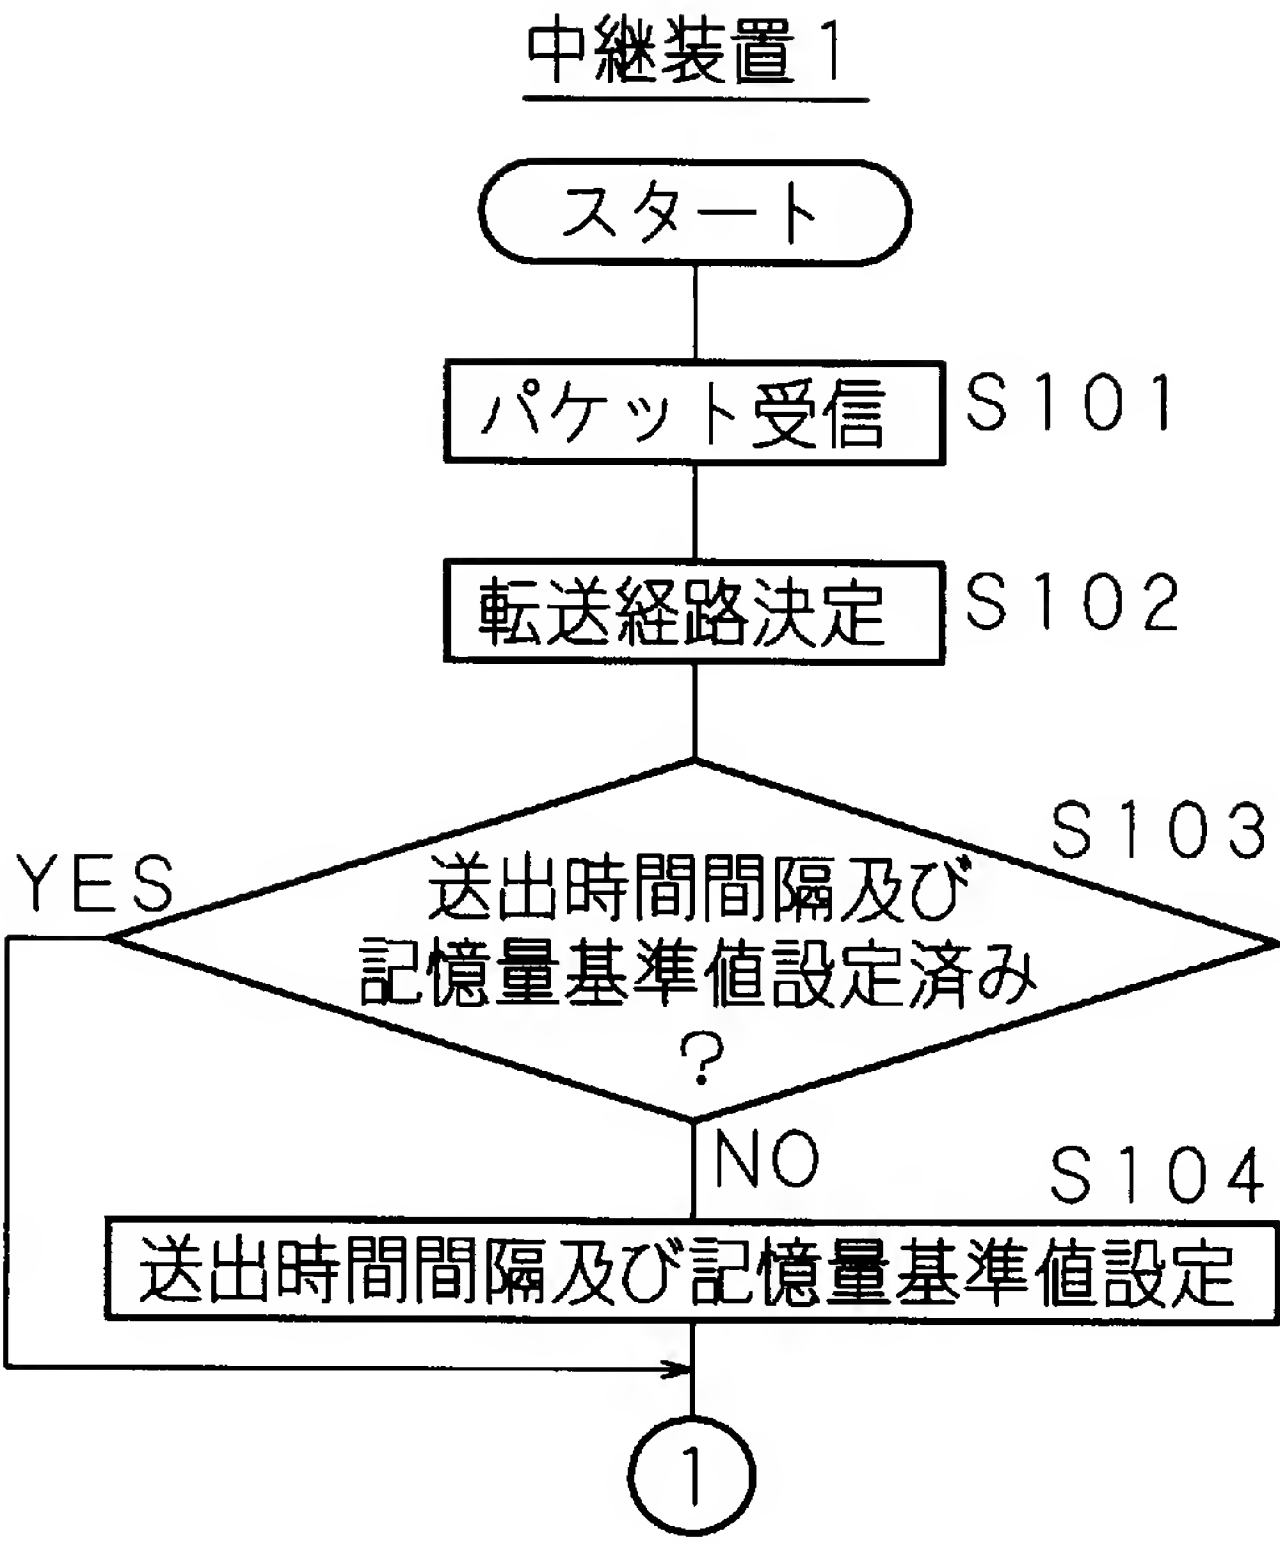 中継装置1
スタート
パケット受信
S101
転送経路決定
S102
S103
YES
送出時間間隔及び
記憶量基準値設定済み
?
NO
S104
送出時間間隔及び記憶量基準値設定
1